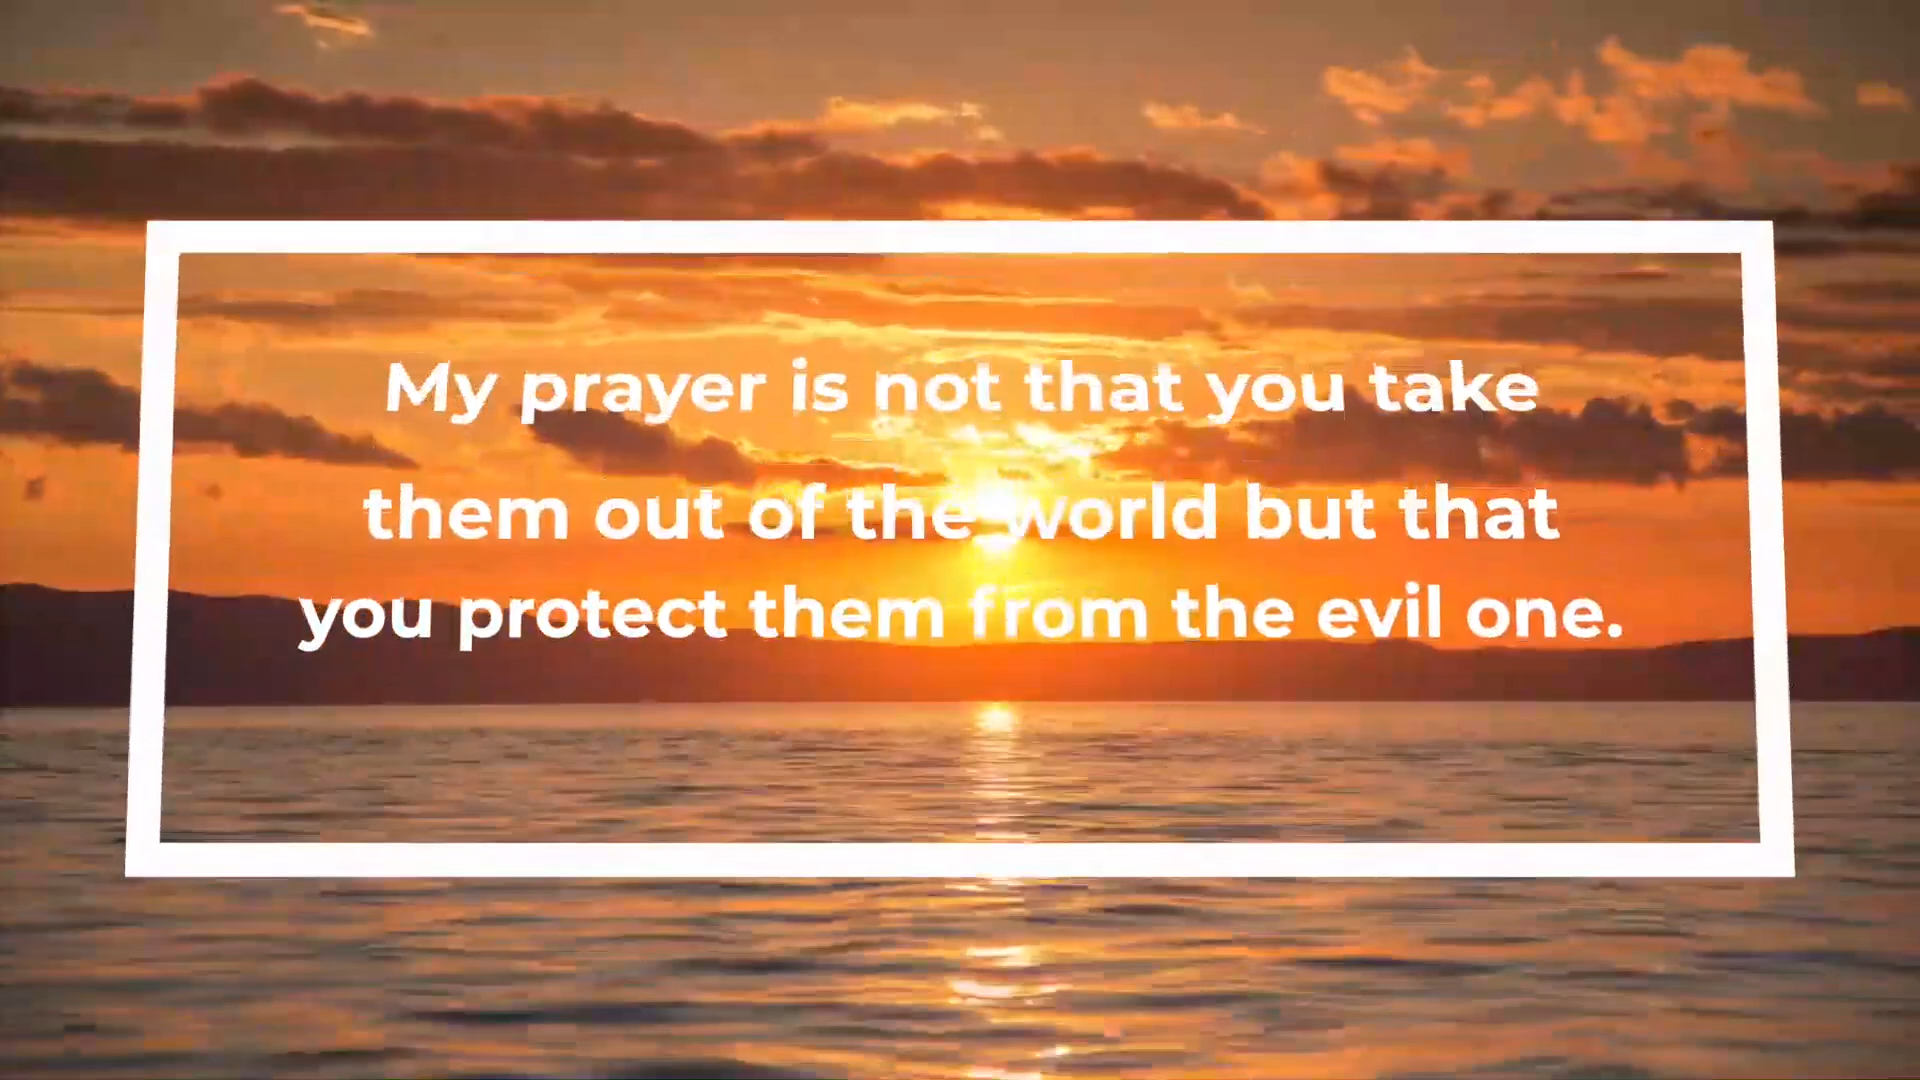 My prayer is not that you take
them out of the world but that
you protect them from the evil one.